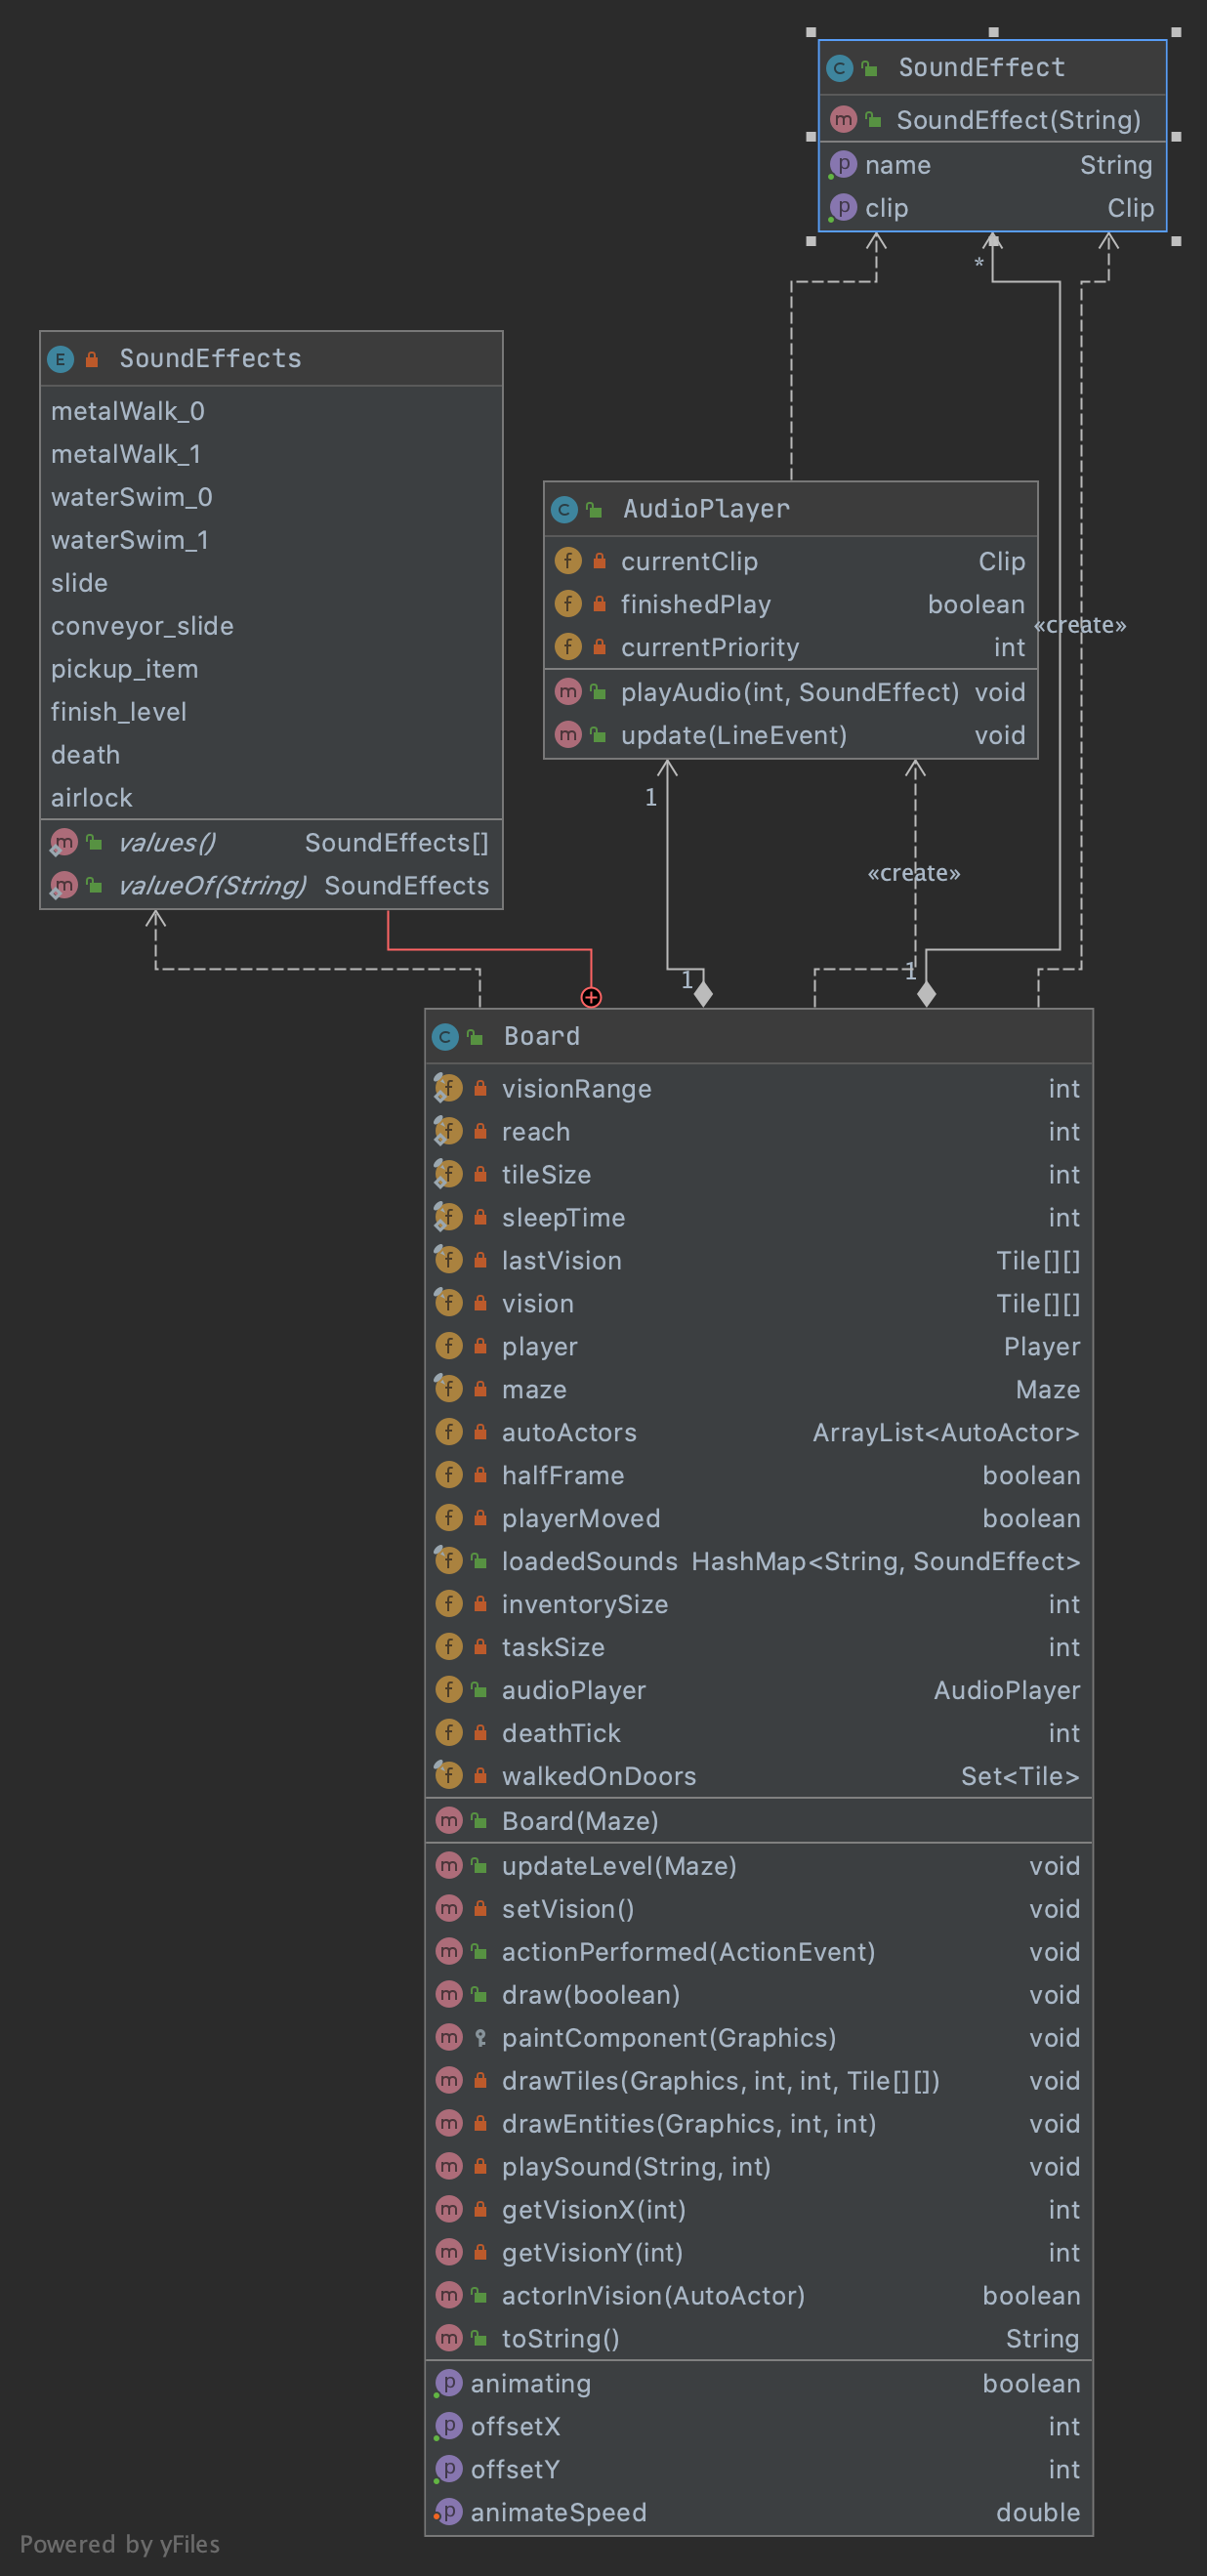 SoundEffect
SoundEffect(String)
name String
clip Clip
*
SoundEffects
metalWalk_0
metalWalk_1
waterSwim_0
waterSwim_1
slide
conveyor_slide
pickup_item
finish_level
death
airlock
values() SoundEffects[]
valueOf(String) SoundEffects
AudioPlayer
currentClip Clip
finishedPlay boolean
currentPriority int
playAudio(int, SoundEffect) void
update(LineEvent) void
«create»
1
«create»
1
1
Board
visionRange int
reach int
tileSize int
sleepTime int
lastVision Tile[][]
vision Tile[][]
player Player
maze Maze
autoActors ArrayList<AutoActor>
halfFrame boolean
playerMoved boolean
loadedSounds HashMap<String, SoundEffect>
inventorySize int
taskSize int
audioPlayer AudioPlayer
deathTick int
walkedOnDoors Set<Tile>
Board(Maze)
updateLevel(Maze) void
setVision() void
actionPerformed(ActionEvent) void
draw(boolean) void
paintComponent(Graphics) void
drawTiles(Graphics, int, int, Tile[][]) void
drawEntities(Graphics, int, int) void
playSound(String, int) void
getVisionX(int) int
getVisionY(int) int
actorInVision(AutoActor) boolean
toString() String
animating boolean
offsetX int
offsetY int
animateSpeed double
Powered by yFiles